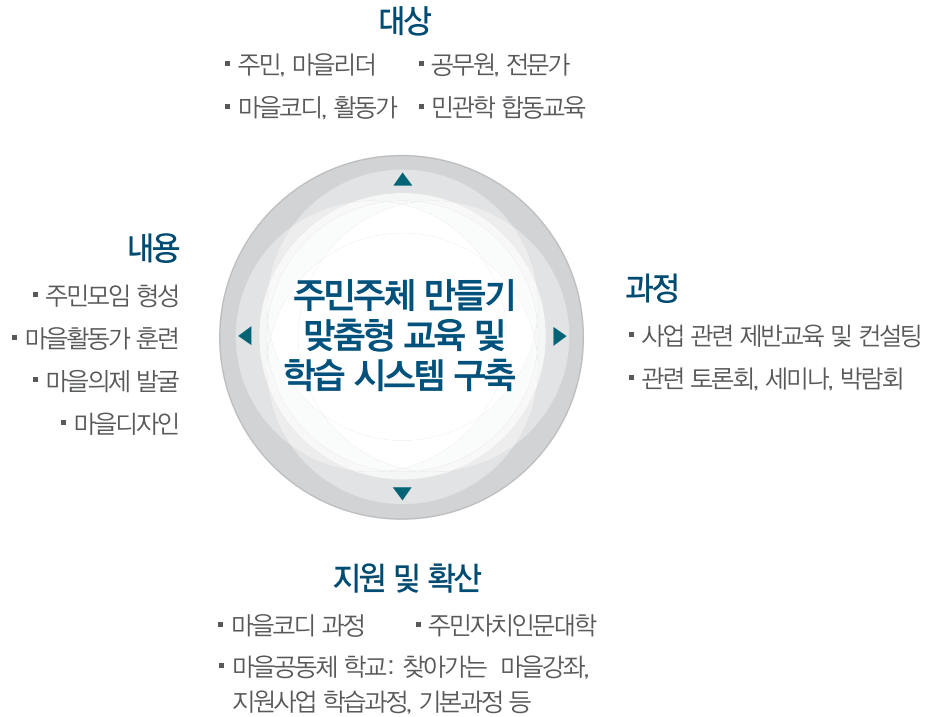 대상
▪ 주민, 마을리더 ▪ 공무원, 전문가
▪ 마을코디, 활동가 ▪ 민관학 합동교육
내용
▪ 주민모임 형성
▪ 마을활동가 훈련
▪ 마을의제 발굴
▪ 마을디자인
주민주체 만들기
맞춤형 교육 및
학습 시스템 구축
과정
▪ 사업 관련 제반교육 및 컨설팅
▪ 관련 토론회, 세미나, 박람회
지원 및 확산
▪ 마을코디 과정 ▪ 주민자치인문대학
▪ 마을공동체 학교: 찾아가는 마을강좌,
지원사업 학습과정, 기본과정 등